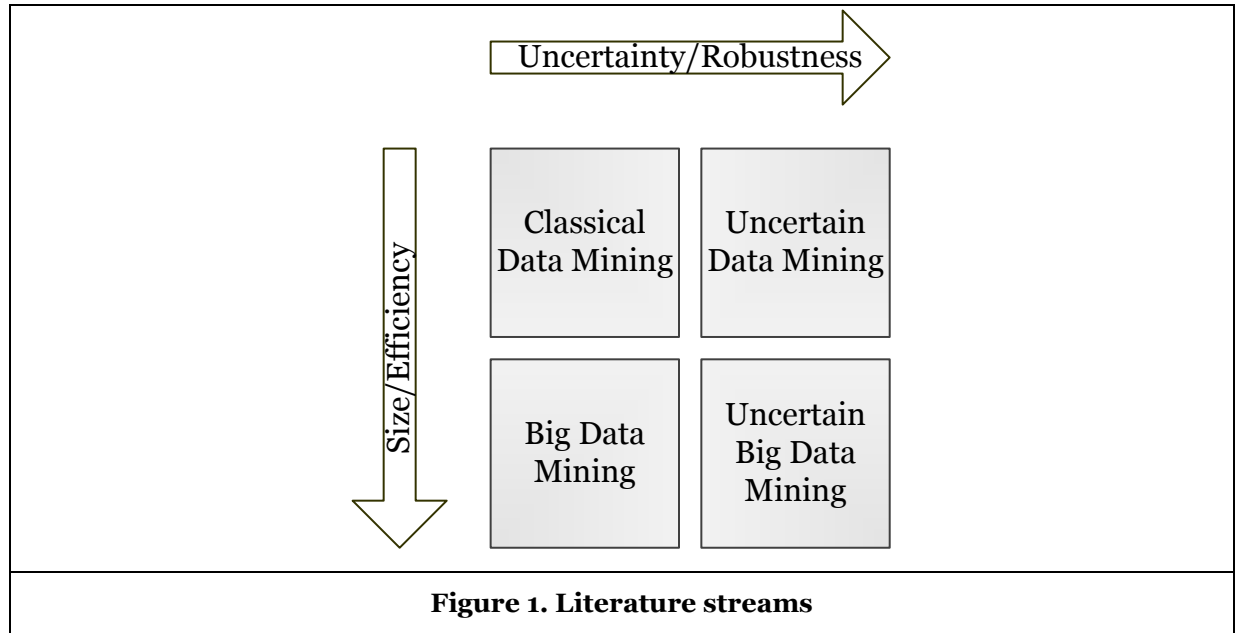 Uncertainty/Robustness
Size/Efficiency
Classical
Data Mining
Uncertain
Data Mining
Big Data
Mining
Uncertain
Big Data
Mining
Figure 1. Literature streams